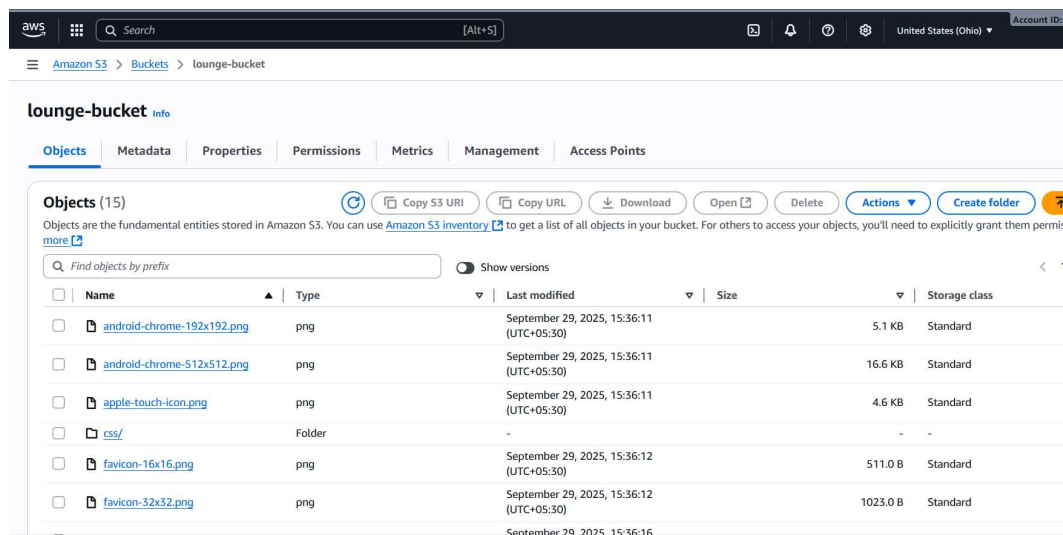 aws Search [Alt+S] United States (Ohio) Account ID:
Amazon S3 > Buckets > lounge-bucket
lounge-bucket Info
Objects Metadata Properties Permissions Metrics Management Access Points
Objects (15) Copy S3 URI Copy URL Download Open Delete Actions Create folder
Objects are the fundamental entities stored in Amazon S3. You can use Amazon S3 inventory to get a list of all objects in your bucket. For others to access your objects, you'll need to explicitly grant them permis
more
Find objects by prefix Show versions
Name Type Last modified Size Storage class
android-chrome-192x192.png png September 29, 2025, 15:36:11 (UTC+05:30) 5.1 KB Standard
android-chrome-512x512.png png September 29, 2025, 15:36:11 (UTC+05:30) 16.6 KB Standard
apple-touch-icon.png png September 29, 2025, 15:36:11 (UTC+05:30) 4.6 KB Standard
css/ Folder - - -
favicon-16x16.png png September 29, 2025, 15:36:12 (UTC+05:30) 511.0 B Standard
favicon-32x32.png png September 29, 2025, 15:36:12 (UTC+05:30) 1023.0 B Standard
September 29, 2025, 15:36:16